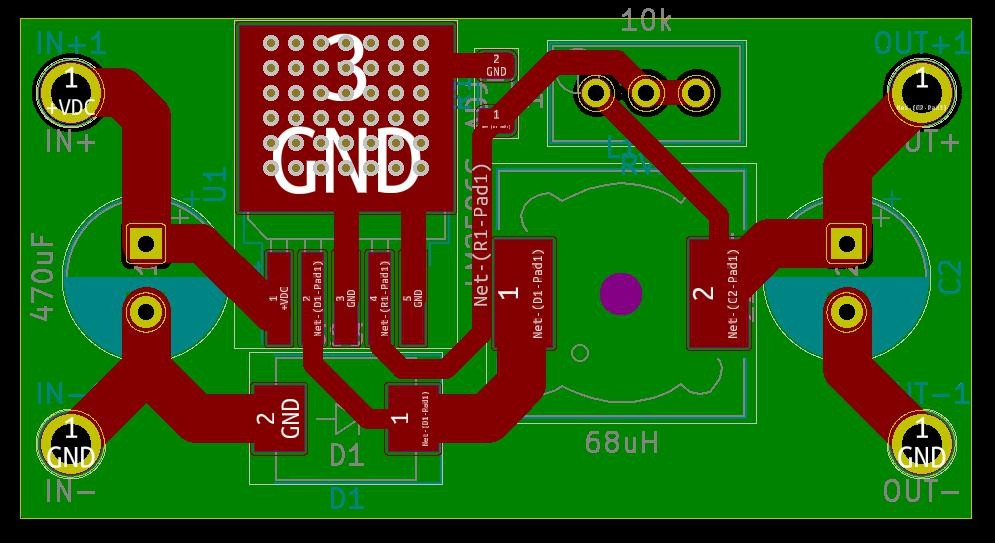 10k
IN+1
OUT+1
1
+VDC
IN+
3
GND
2
GND
1
1
UT+
U1
470uF
1
+VDC
2
Net-(D1-Pad1)
3
GND
4
Net-(R1-Pad1)
5
GND
Net-(R1-Pad1)
1
Net-(D1-Pad1)
2
Net-(C2-Pad1)
C2
IN-
UT-1
1
GND
IN-
2
GND
1
Net-(D1-Pad1)
D1
D1
68uH
1
GND
OUT-